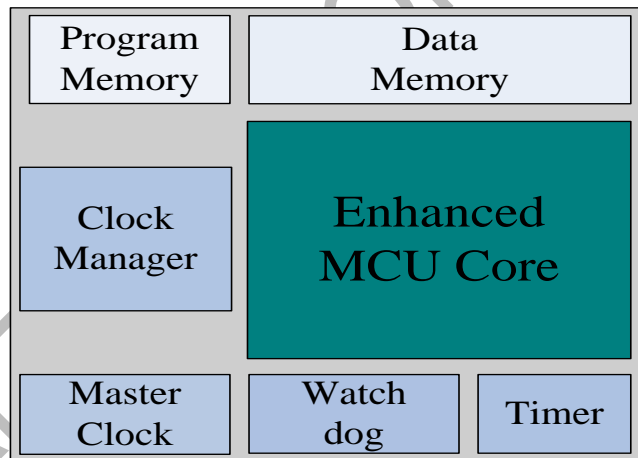 Program
Memory
Data
Memory
Clock
Manager
Enhanced
MCU Core
Master
Clock
Watch
dog
Timer